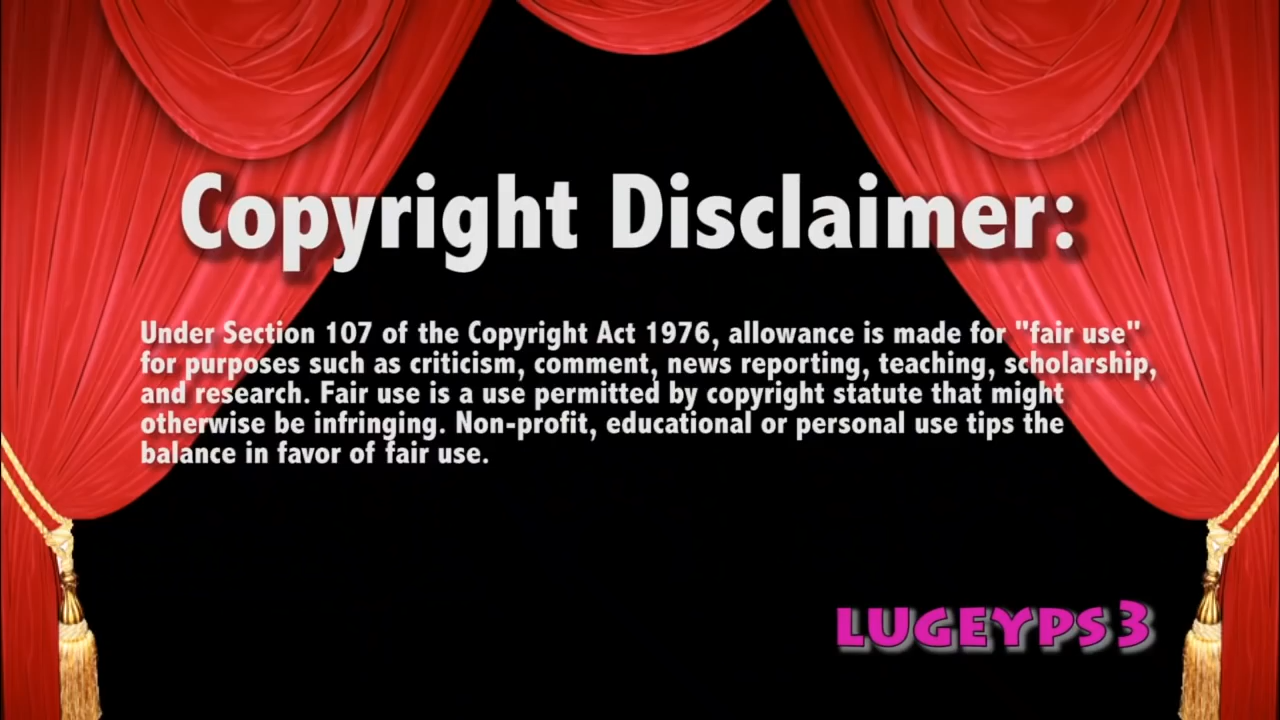 Copyright Disclaimer:
Under Section 107 of the Copyright Act 1976, allowance is made for "fair use"
for purposes such as criticism, comment, news reporting, teaching, scholarship,
and research. Fair use is a use permitted by copyright statute that might
otherwise be infringing. Non-profit, educational or personal use tips the
balance in favor of fair use.
LUGEYPS3